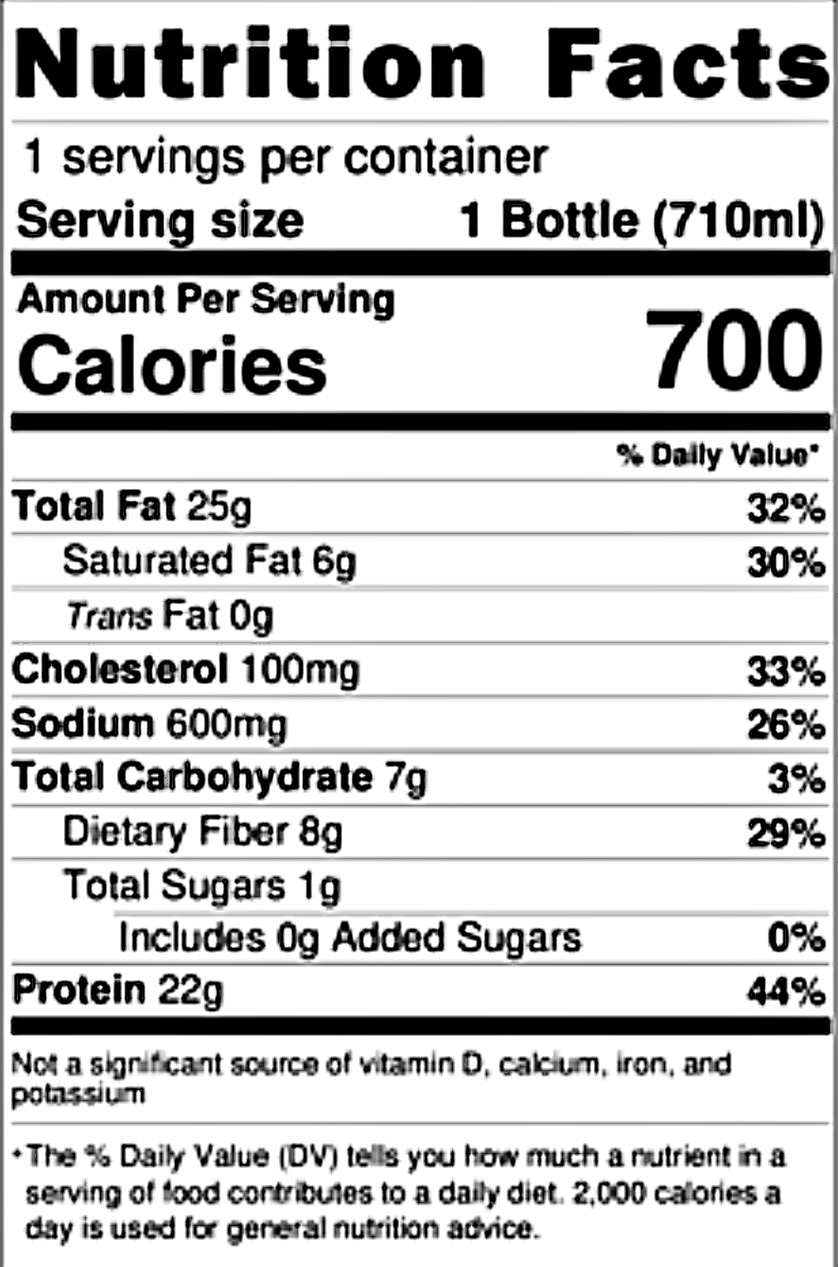 Nutrition Facts
1 servings per container
Serving size 1 Bottle (710ml)
Amount Per Serving
Calories 700
% Daily Value*
Total Fat 25g 32%
Saturated Fat 6g 30%
Trans Fat 0g
Cholesterol 100mg 33%
Sodium 600mg 26%
Total Carbohydrate 7g 3%
Dietary Fiber 8g 29%
Total Sugars 1g
Includes 0g Added Sugars 0%
Protein 22g 44%
Not a significant source of vitamin D, calcium, iron, and
potassium
*The % Daily Value (DV) tells you how much a nutrient in a
serving of food contributes to a daily diet. 2,000 calories a
day is used for general nutrition advice.